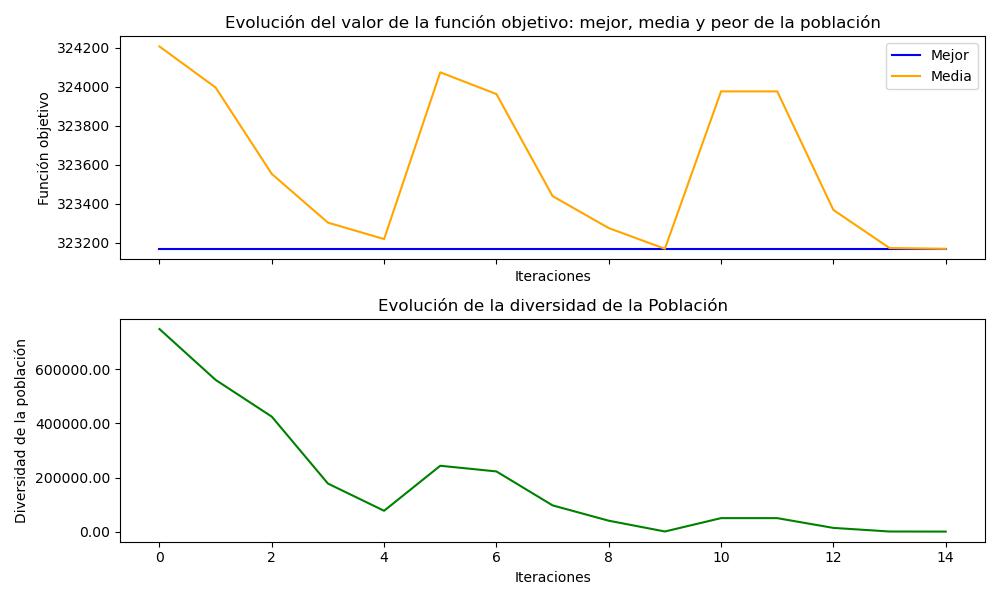 Evolución del valor de la función objetivo: mejor, media y peor de la población
324200
324000
323800
323600
323400
323200
Función objetivo
Mejor
Media
Iteraciones
Evolución de la diversidad de la Población
600000.00
400000.00
200000.00
0.00
Diversidad de la población
0 2 4 6 8 10 12 14
Iteraciones